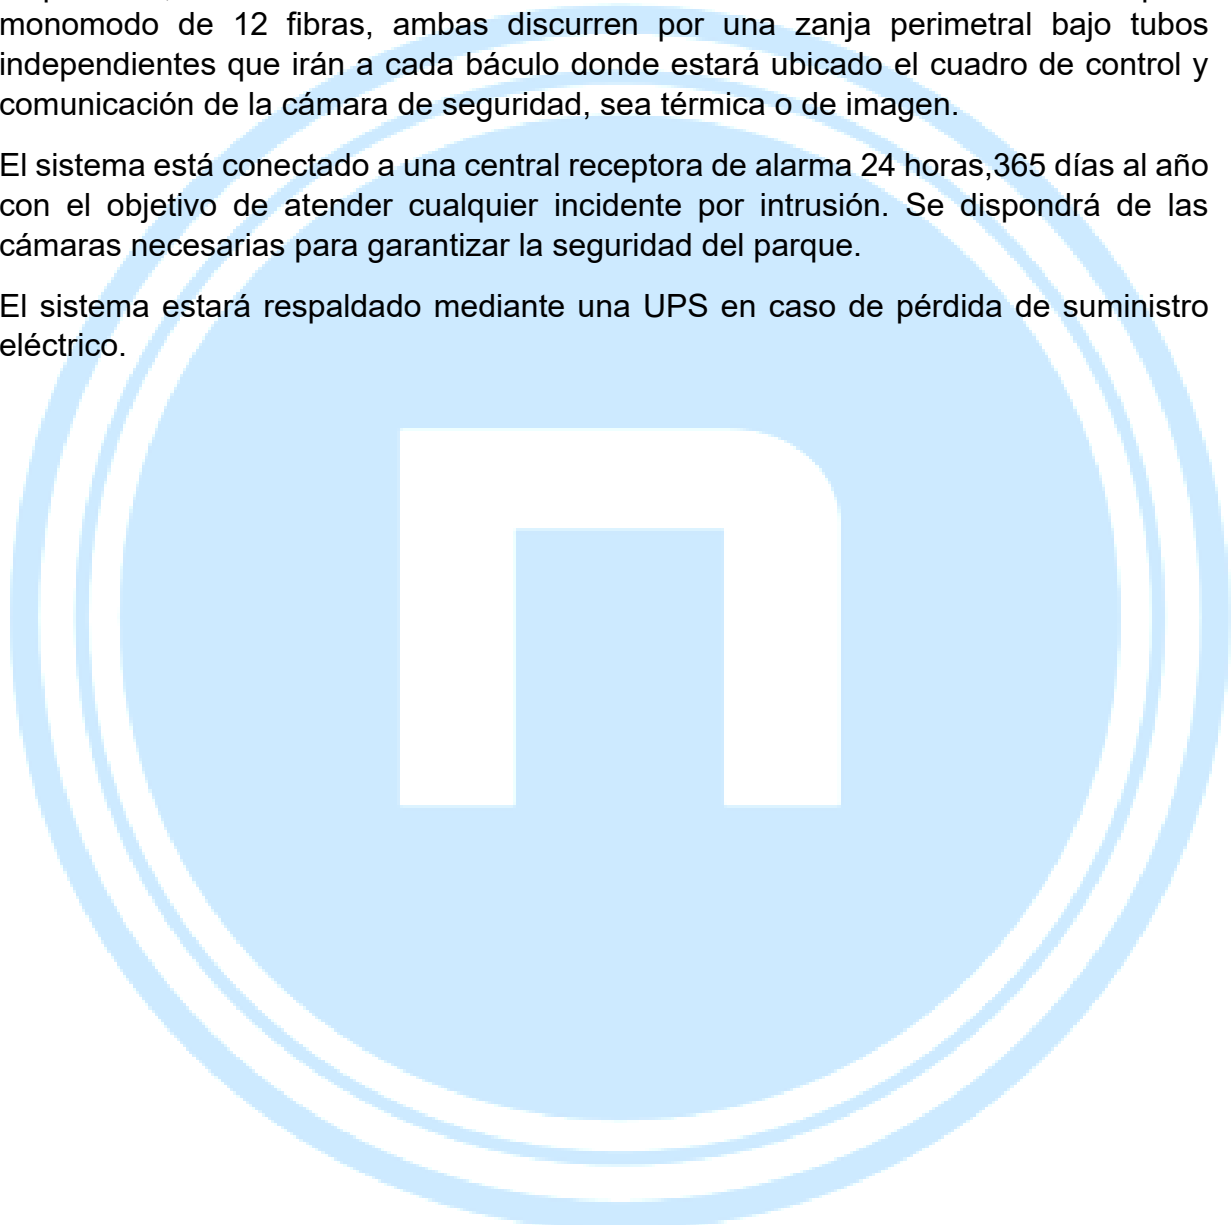 monomodo de 12 fibras, ambas discurren por una zanja perimetral bajo tubos
independientes que irán a cada báculo donde estará ubicado el cuadro de control y
comunicación de la cámara de seguridad, sea térmica o de imagen.
El sistema está conectado a una central receptora de alarma 24 horas,365 días al año
con el objetivo de atender cualquier incidente por intrusión. Se dispondrá de las
cámaras necesarias para garantizar la seguridad del parque.
El sistema estará respaldado mediante una UPS en caso de pérdida de suministro
eléctrico.
n